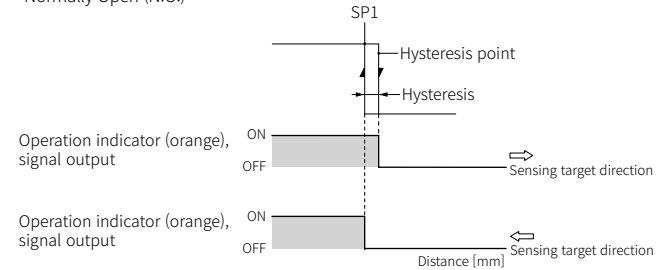 Normally Open (N.O.)
SP1
Hysteresis point
Hysteresis
Operation indicator (orange),
signal output
ON
OFF
Sensing target direction
Operation indicator (orange),
signal output
ON
OFF
Sensing target direction
Distance [mm]